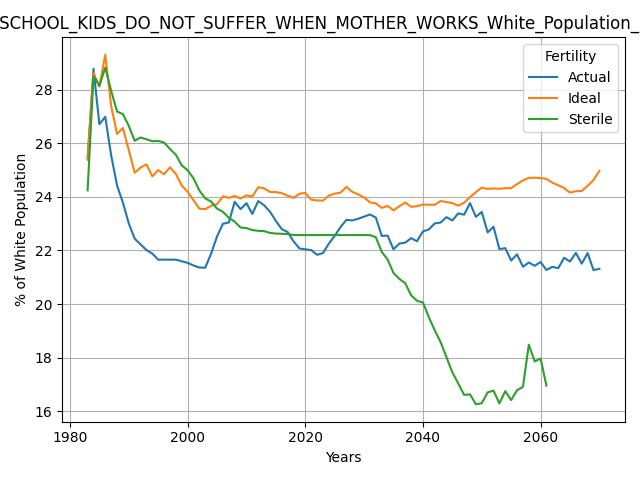 SCHOOL_KIDS_DO_NOT_SUFFER_WHEN_MOTHER_WORKS_White_Population_
Fertility
Actual
Ideal
Sterile
28
26
24
22
20
18
16
% of White Population
1980
2000
2020
2040
2060
Years